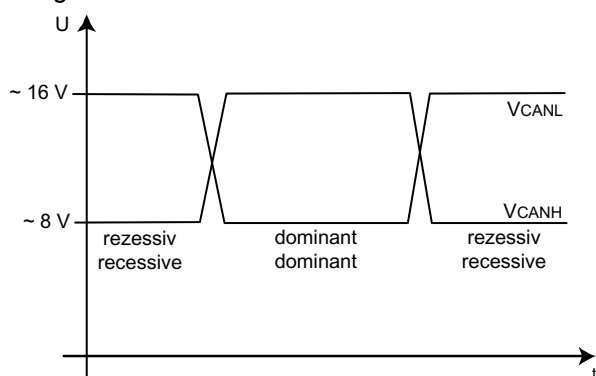 U
~ 16 V
VCANL
~ 8 V
VCANH
rezessiv
recessive
dominant
dominant
rezessiv
recessive
t